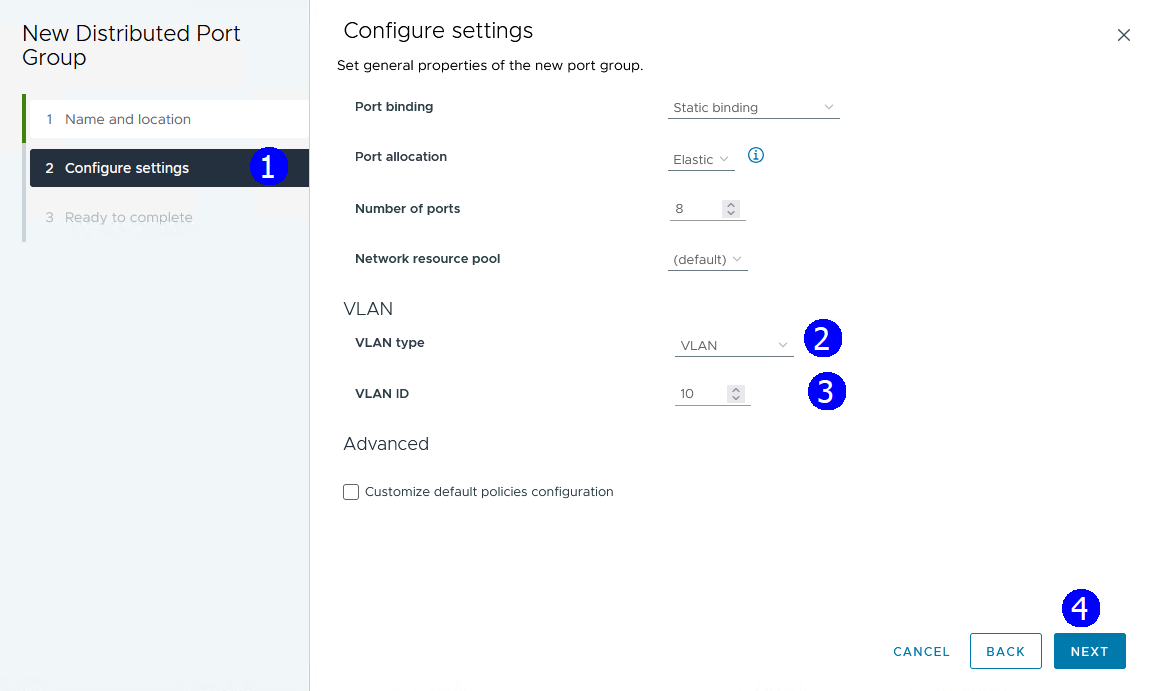 New Distributed Port
Group
1 Name and location
2 Configure settings 1
3 Ready to complete
Configure settings
Set general properties of the new port group.
Port binding Static binding
Port allocation Elastic
Number of ports 8
Network resource pool (default)
VLAN
VLAN type VLAN 2
VLAN ID 10 3
Advanced
Customize default policies configuration
4
CANCEL BACK NEXT